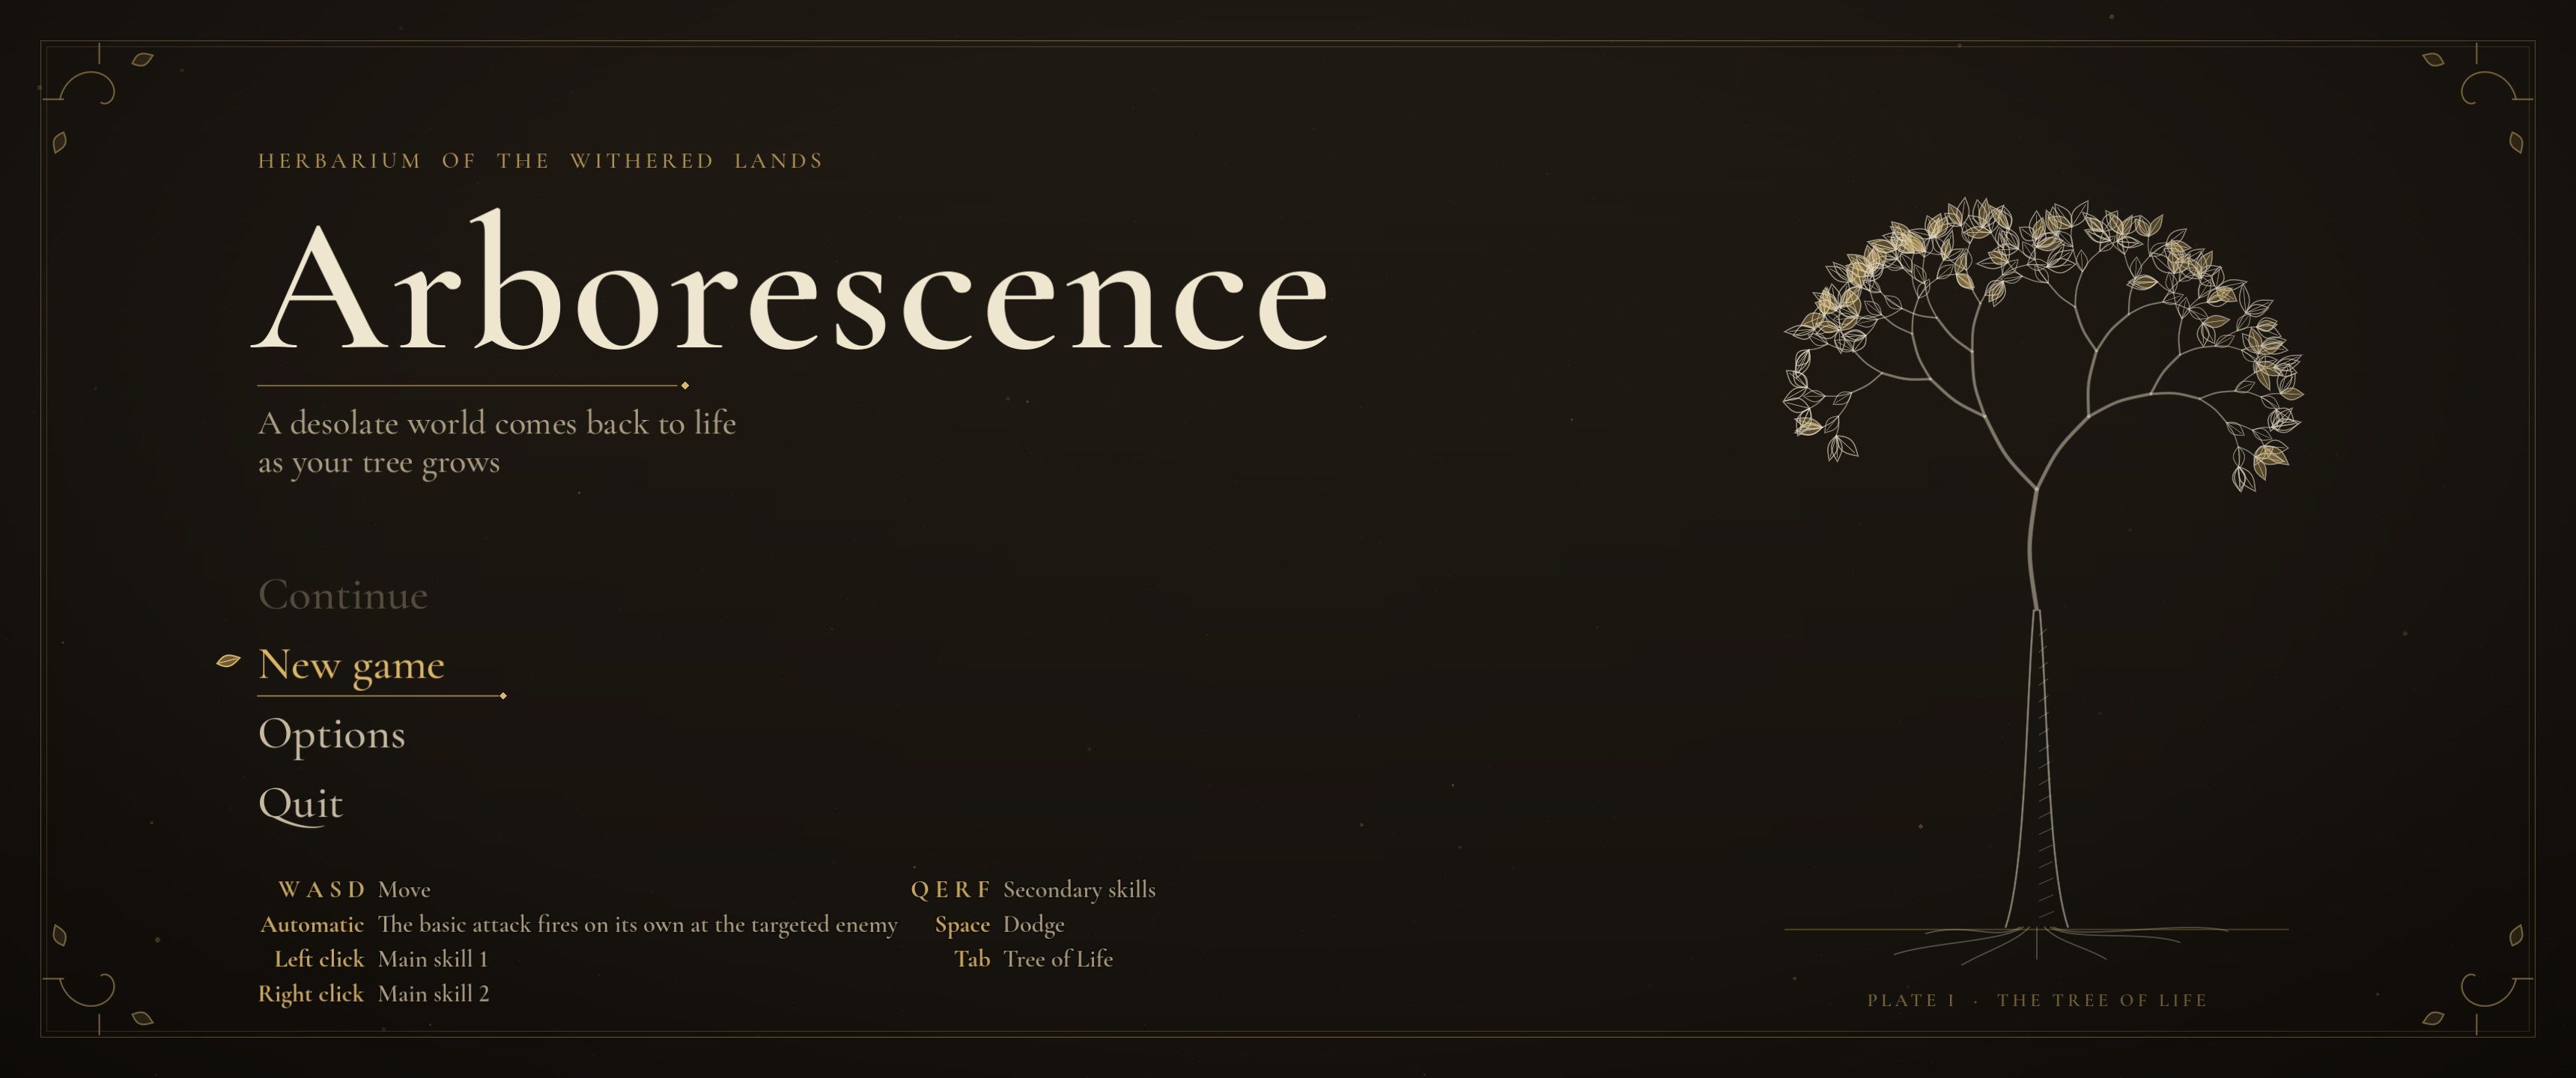 HERBARIUM OF THE WITHERED LANDS
Arborescence
A desolate world comes back to life
as your tree grows
Continue
New game
Options
Quit
W A S D Move
Automatic The basic attack fires on its own at the targeted enemy
Left click Main skill 1
Right click Main skill 2
Q E R F Secondary skills
Space Dodge
Tab Tree of Life
PLATE I · THE TREE OF LIFE